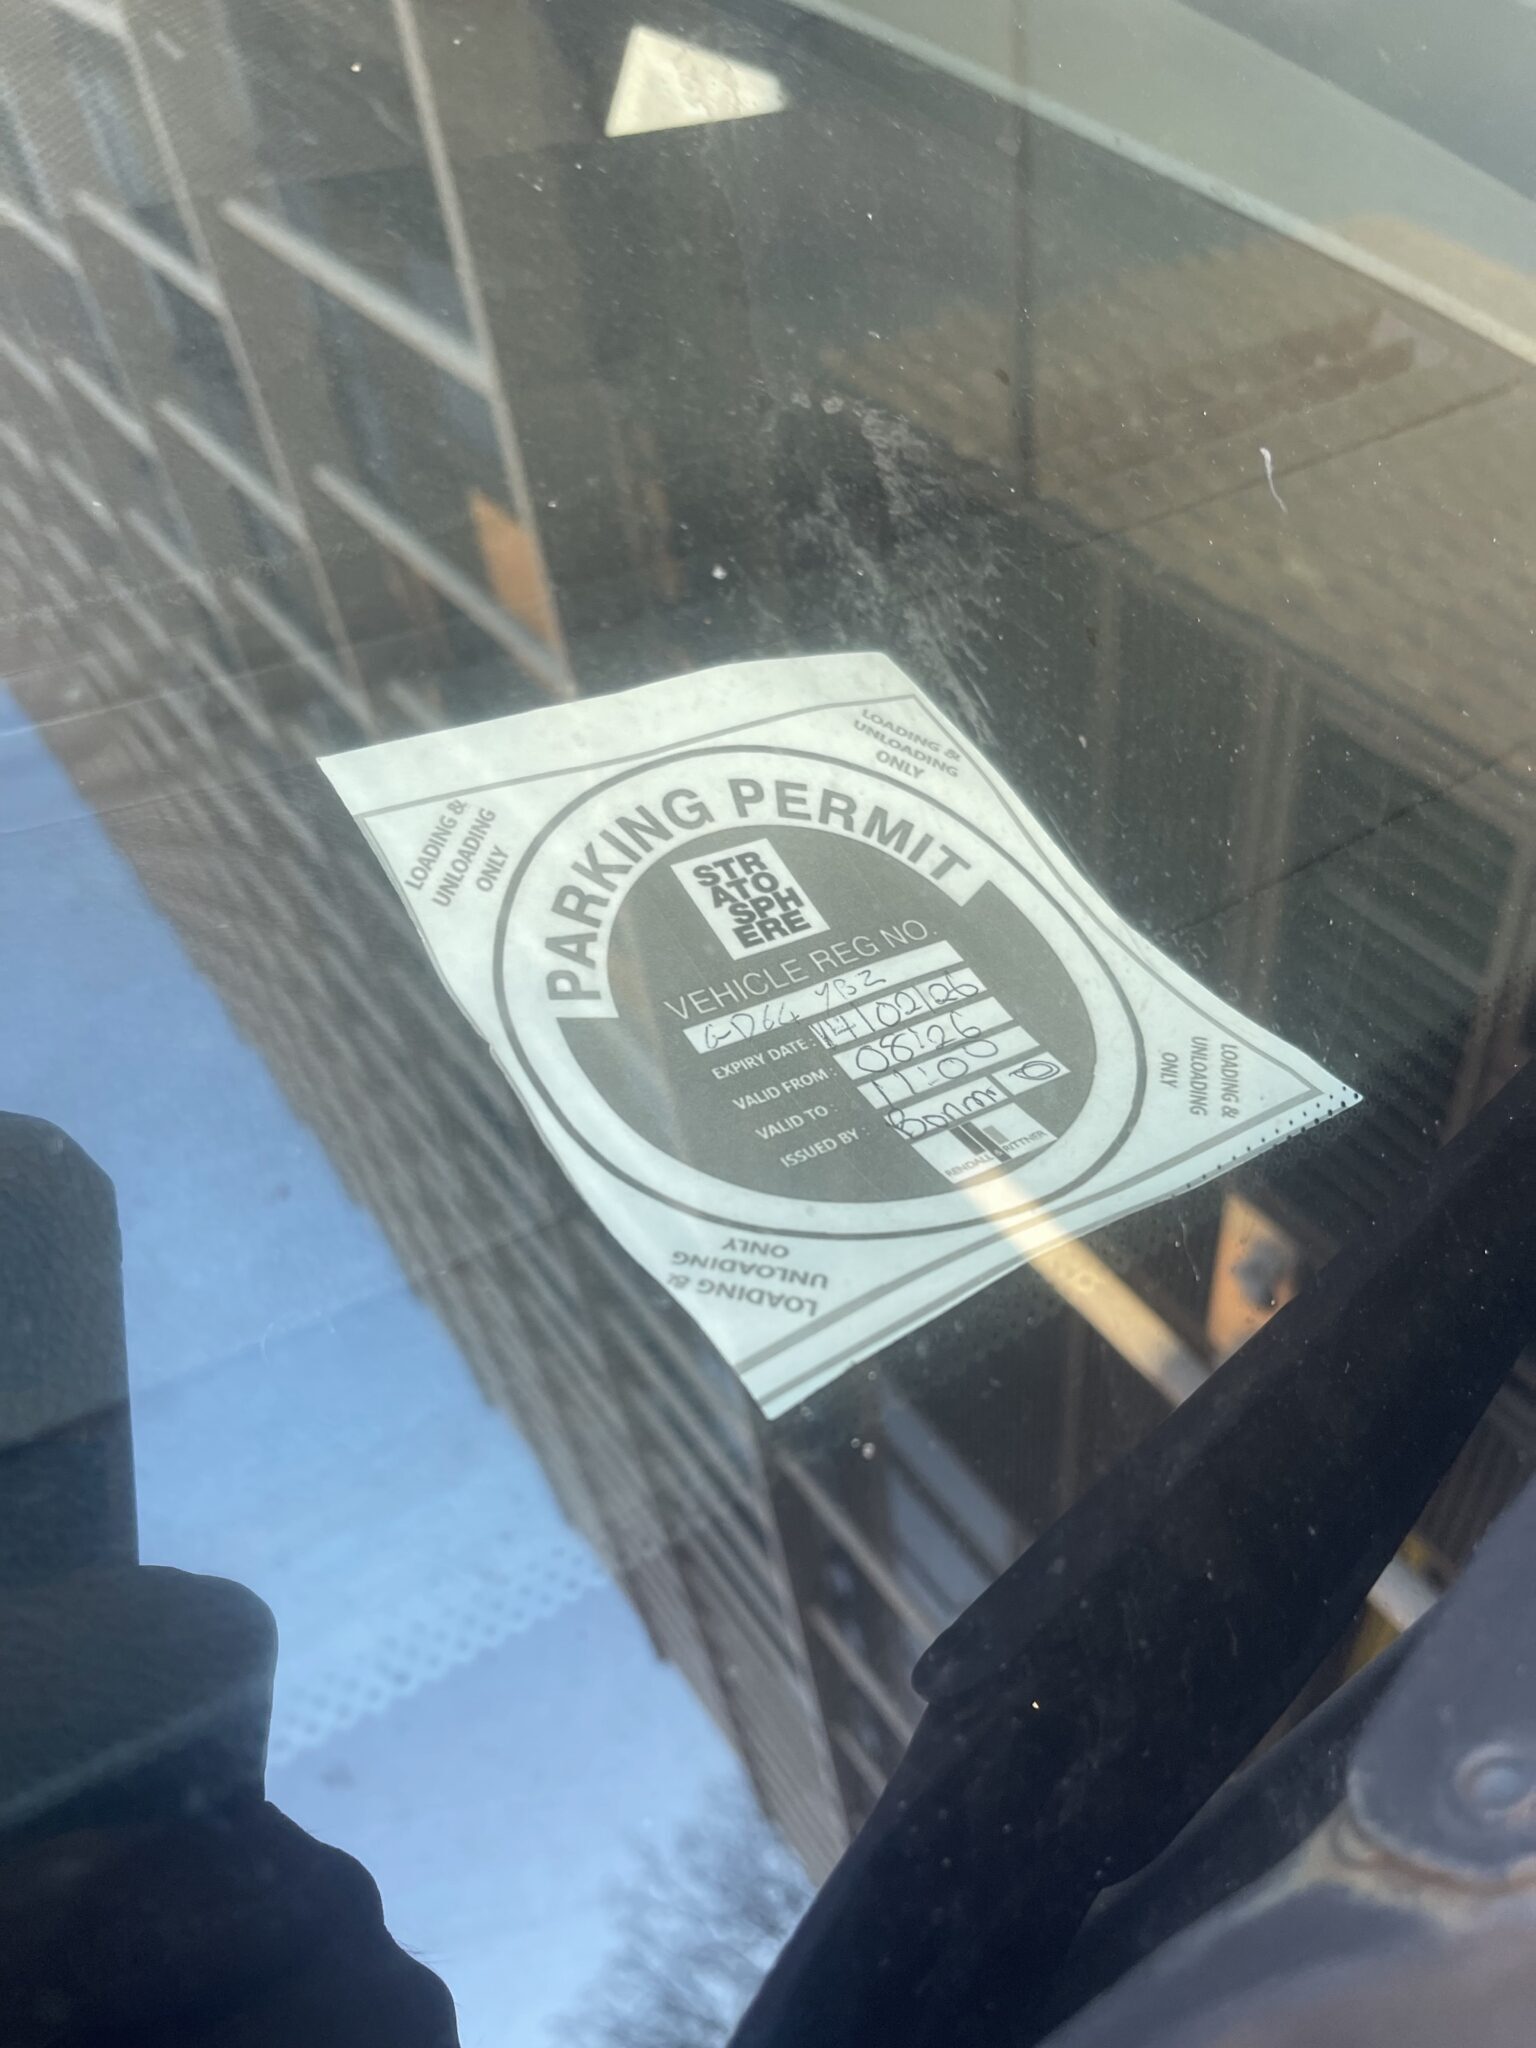 LOADING &
UNLOADING
ONLY
LOADING &
UNLOADING
ONLY
PARKING PERMIT
STR
ATO
SPH
ERE
VEHICLE REG NO.
GD64 YBZ
EXPIRY DATE: 14/02/26
VALID FROM: 08:26
VALID TO: 11:00
ISSUED BY:
RENDALL & RITTNER
LOADING &
UNLOADING
ONLY
LOADING &
UNLOADING
ONLY